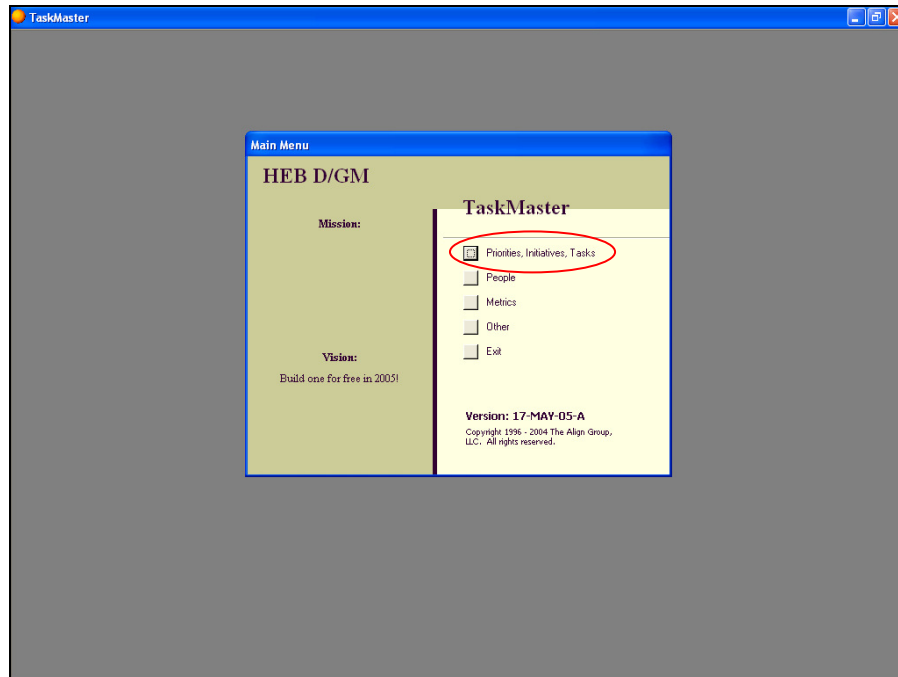 TaskMaster
Main Menu
HEB D/GM
TaskMaster
Mission:
Priorities, Initiatives, Tasks
People
Metrics
Other
Exit
Vision:
Build one for free in 2005!
Version: 17-MAY-05-A
Copyright 1996 - 2004 The Align Group,
LLC. All rights reserved.